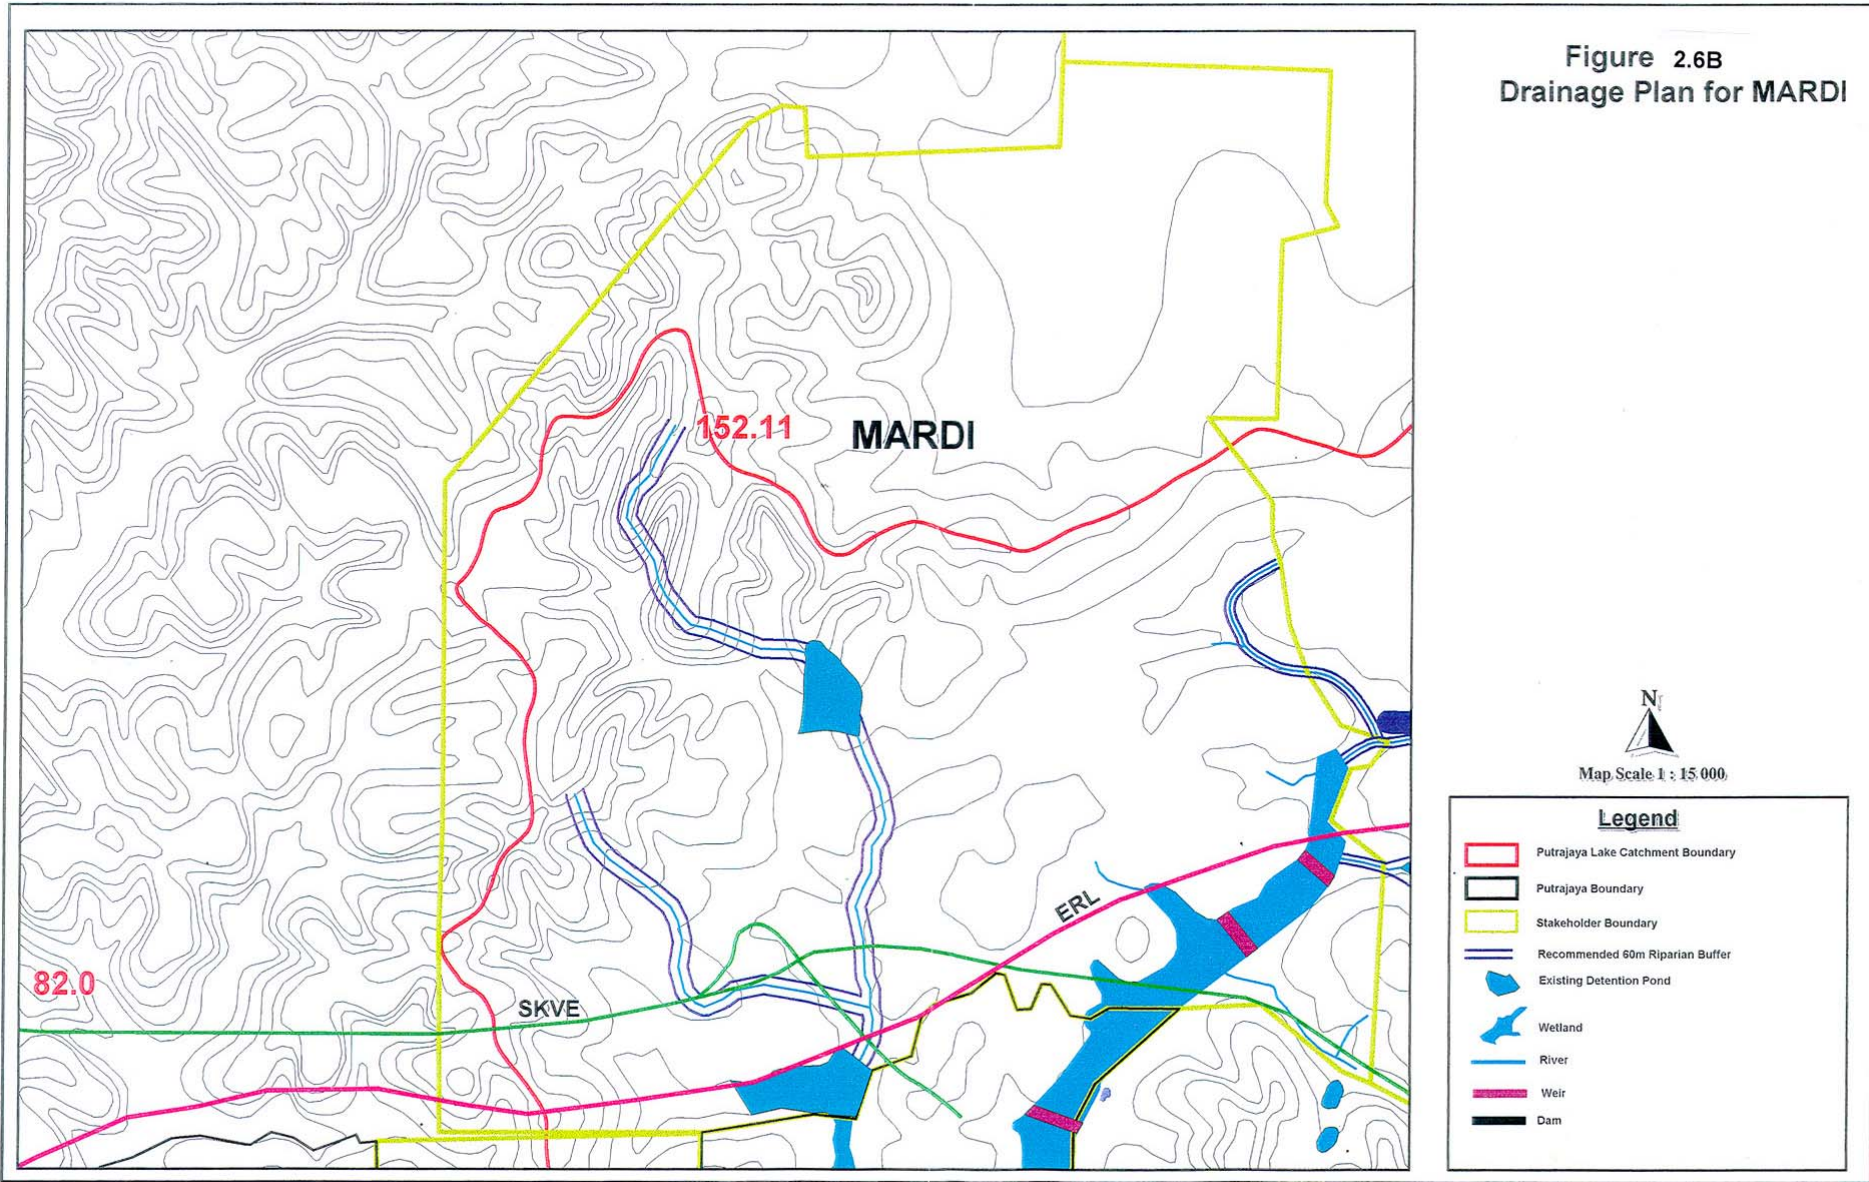 Figure 2.6B
Drainage Plan for MARDI
152.11
MARDI
82.0
SKVE
ERL
N
Map Scale 1 : 15 000
Legend
Putrajaya Lake Catchment Boundary
Putrajaya Boundary
Stakeholder Boundary
Recommended 60m Riparian Buffer
Existing Detention Pond
Wetland
River
Weir
Dam